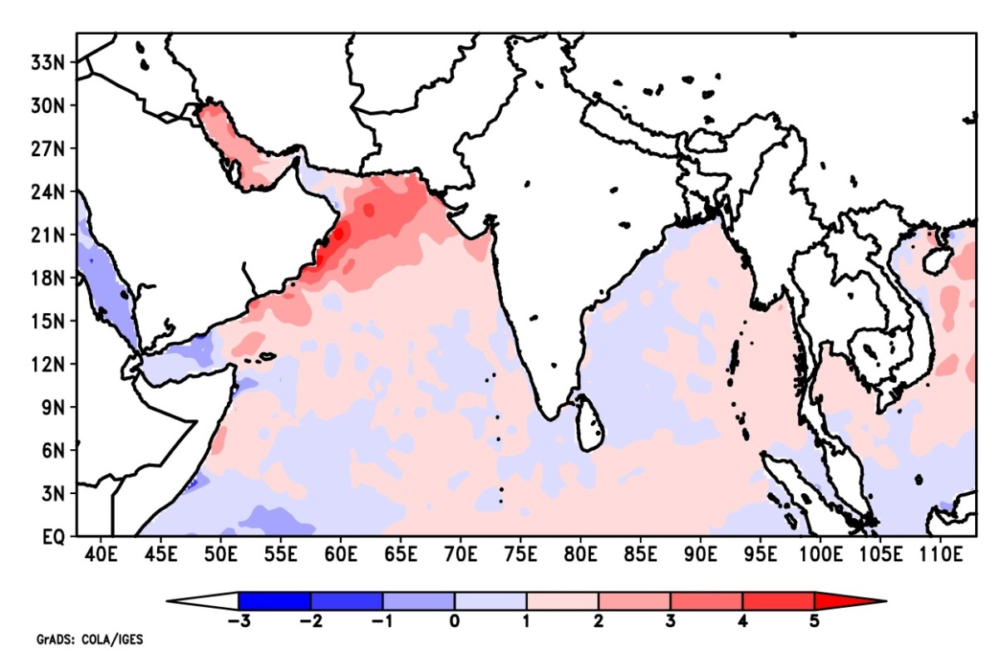 33N
30N
27N
24N
21N
18N
15N
12N
9N
6N
3N
EQ
40E 45E 50E 55E 60E 65E 70E 75E 80E 85E 90E 95E 100E 105E 110E
-3 -2 -1 0 1 2 3 4 5
GrADS: COLA/IGES